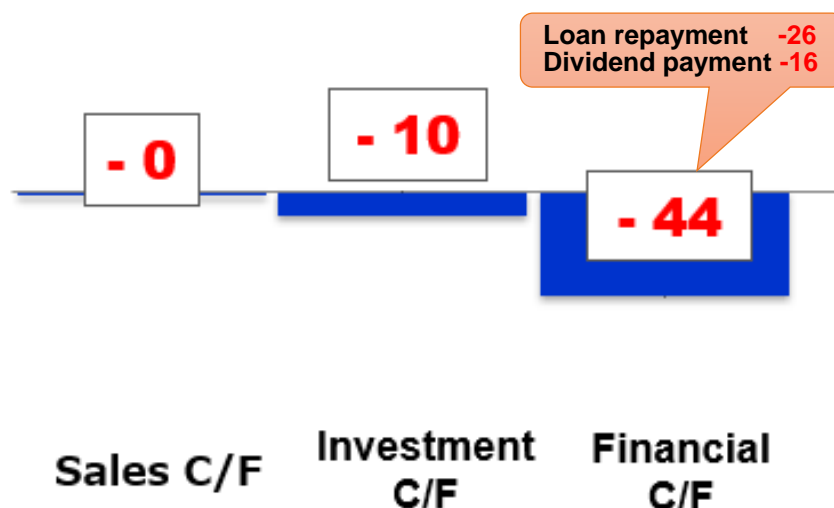 Loan repayment -26
Dividend payment -16
- 0
- 10
- 44
Sales C/F
Investment
C/F
Financial
C/F